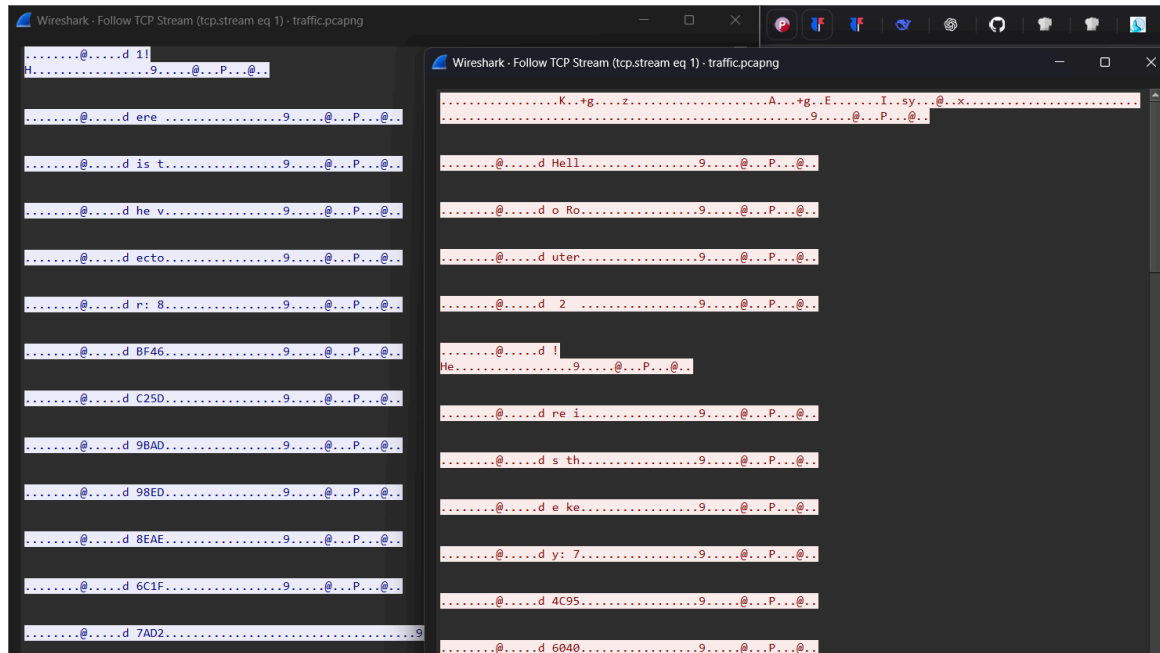 Wireshark · Follow TCP Stream (tcp.stream eq 1) · traffic.pcapng
........@.....d 1!
H.................9.....@...P...@..
........@.....d ere .................9.....@...P...@..
........@.....d is t.................9.....@...P...@..
........@.....d he v.................9.....@...P...@..
........@.....d ecto.................9.....@...P...@..
........@.....d r: 8.................9.....@...P...@..
........@.....d BF46.................9.....@...P...@..
........@.....d C25D.................9.....@...P...@..
........@.....d 9BAD.................9.....@...P...@..
........@.....d 98ED.................9.....@...P...@..
........@.....d 8EAE.................9.....@...P...@..
........@.....d 6C1F.................9.....@...P...@..
........@.....d 7AD2....................................9
Wireshark · Follow TCP Stream (tcp.stream eq 1) · traffic.pcapng
.................K..+g....z....................A...+g..E.......I..sy...@..x.........................
.....................................................9.....@...P...@..
........@.....d Hell.................9.....@...P...@..
........@.....d o Ro.................9.....@...P...@..
........@.....d uter.................9.....@...P...@..
........@.....d  2  .................9.....@...P...@..
........@.....d !
He.................9.....@...P...@..
........@.....d re i.................9.....@...P...@..
........@.....d s th.................9.....@...P...@..
........@.....d e ke.................9.....@...P...@..
........@.....d y: 7.................9.....@...P...@..
........@.....d 4C95.................9.....@...P...@..
........@.....d 6040.................9.....@...P...@..